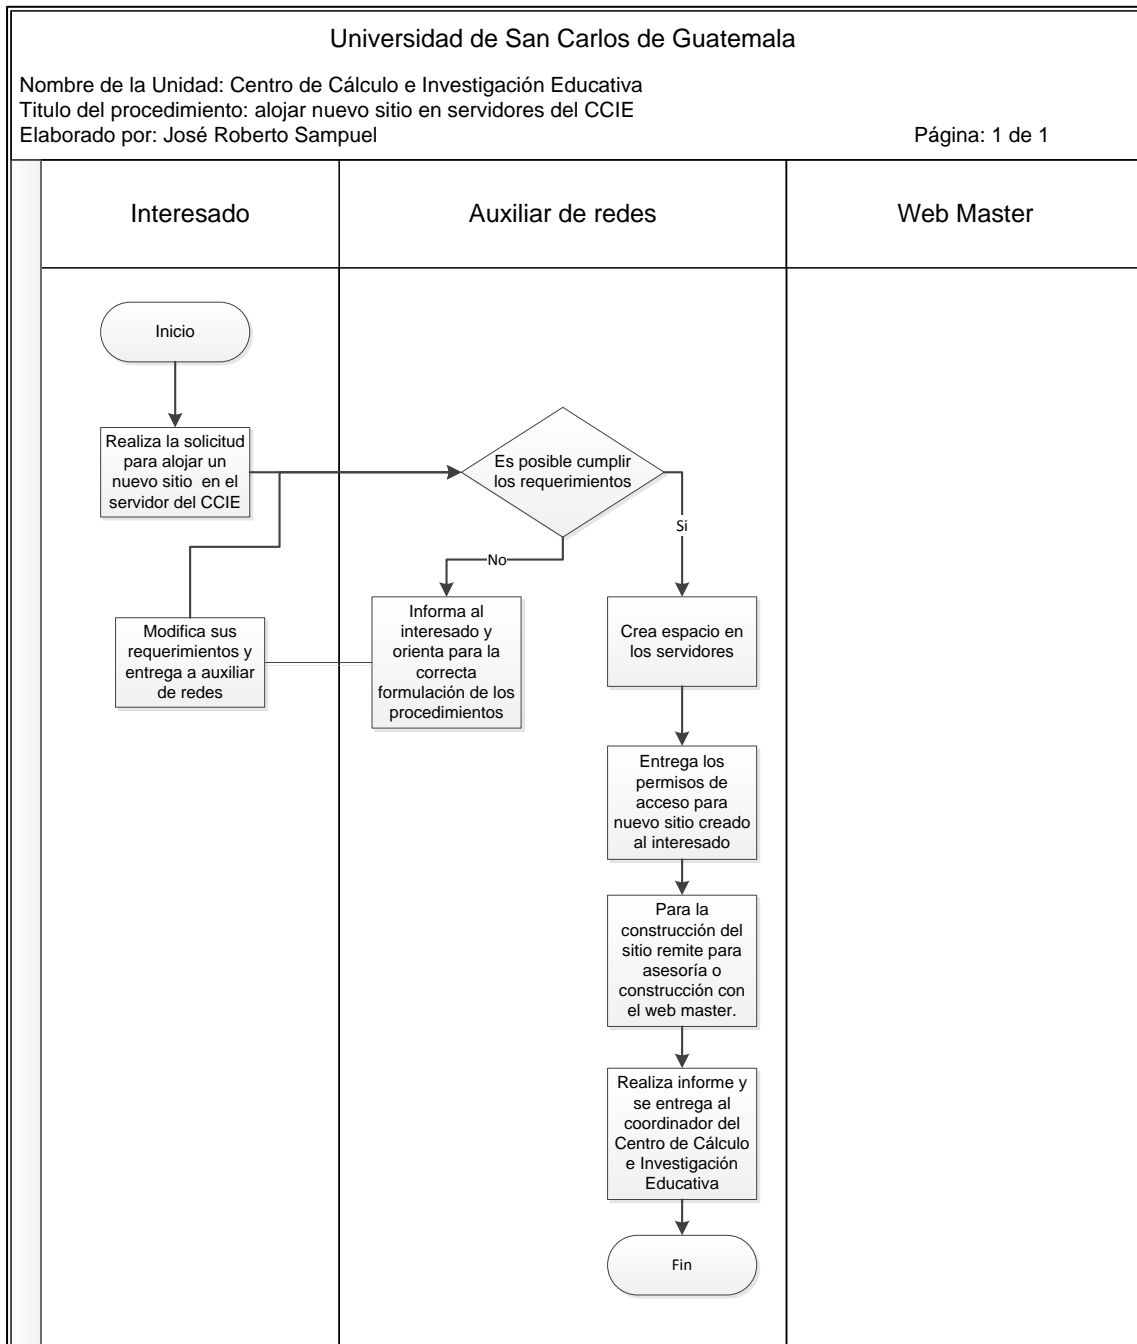 Universidad de San Carlos de Guatemala
Nombre de la Unidad: Centro de Cálculo e Investigación Educativa
Titulo del procedimiento: alojar nuevo sitio en servidores del CCIE
Elaborado por: José Roberto Sampuel
Página: 1 de 1
Interesado
Auxiliar de redes
Web Master
Inicio
Realiza la solicitud
para alojar un
nuevo sitio en el
servidor del CCIE
Es posible cumplir
los requerimientos
Si
No
Modifica sus
requerimientos y
entrega a auxiliar
de redes
Informa al
interesado y
orienta para la
correcta
formulación de los
procedimientos
Crea espacio en
los servidores
Entrega los
permisos de
acceso para
nuevo sitio creado
al interesado
Para la
construcción del
sitio remite para
asesoría o
construcción con
el web master.
Realiza informe y
se entrega al
coordinador del
Centro de Cálculo
e Investigación
Educativa
Fin